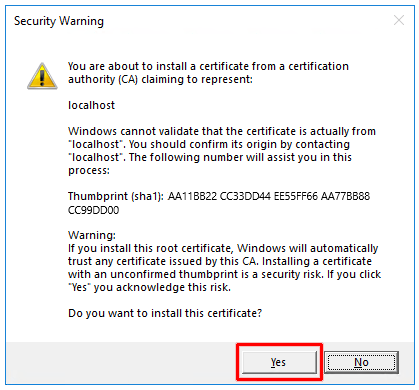 Security Warning
You are about to install a certificate from a certification
authority (CA) claiming to represent:
localhost
Windows cannot validate that the certificate is actually from
"localhost". You should confirm its origin by contacting
"localhost". The following number will assist you in this
process:
Thumbprint (sha1): AA11BB22 CC33DD44 EE55FF66 AA77BB88
CC99DD00
Warning:
If you install this root certificate, Windows will automatically
trust any certificate issued by this CA. Installing a certificate
with an unconfirmed thumbprint is a security risk. If you click
"Yes" you acknowledge this risk.
Do you want to install this certificate?
Yes
No